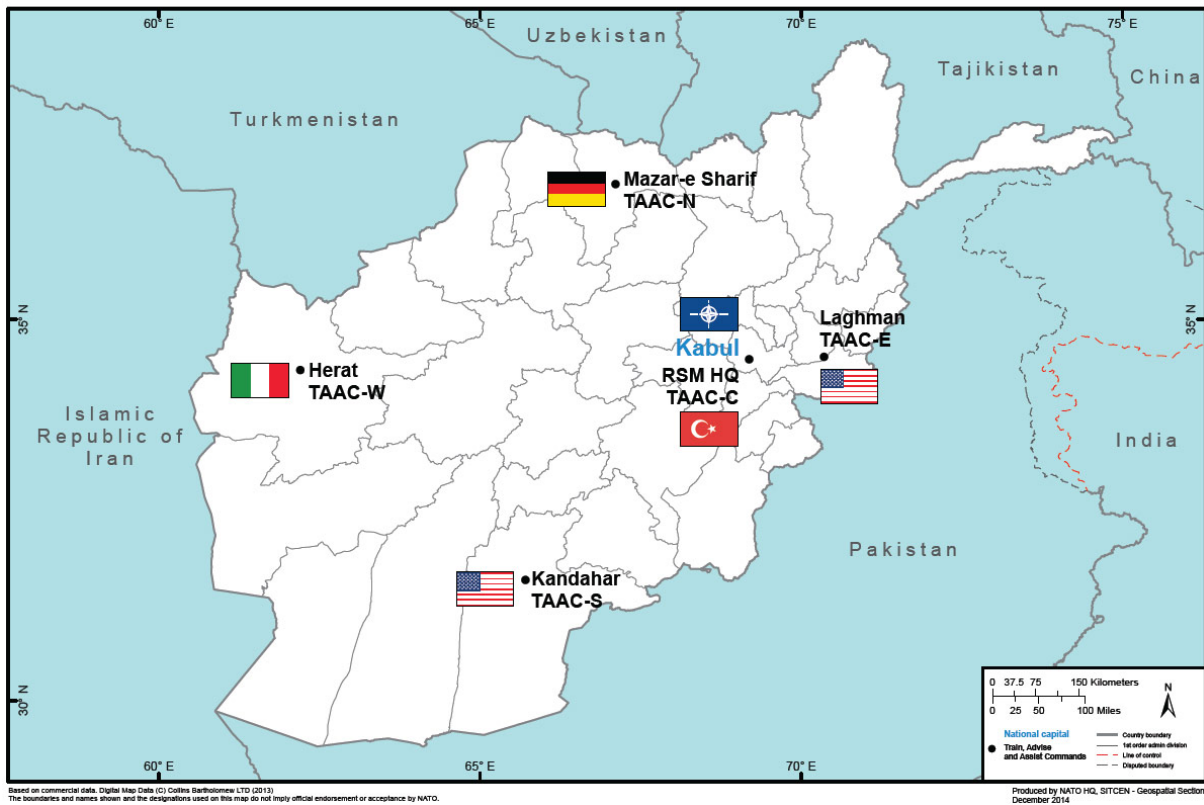 60° E
65° E
70° E
75° E
Uzbekistan
Tajikistan
China
Turkmenistan
Mazar-e Sharif
TAAC-N
35° N
35° N
Laghman
TAAC-E
Kabul
RSM HQ
TAAC-C
Herat
TAAC-W
Islamic
Republic of
Iran
India
Pakistan
Kandahar
TAAC-S
30° N
0 37.5 75 150 Kilometers
0 25 50 100 Miles
N
National capital
Train, Advise
and Assist Commands
Country boundary
1st order admin division
Line of control
Disputed boundary
60° E
65° E
70° E
Based on commercial data. Digital Map Data (C) Collins Bartholomew LTD (2013)
The boundaries and names shown and the designations used on this map do not imply official endorsement or acceptance by NATO.
Produced by NATO HQ, SITCEN - Geospatial Section
December 2014